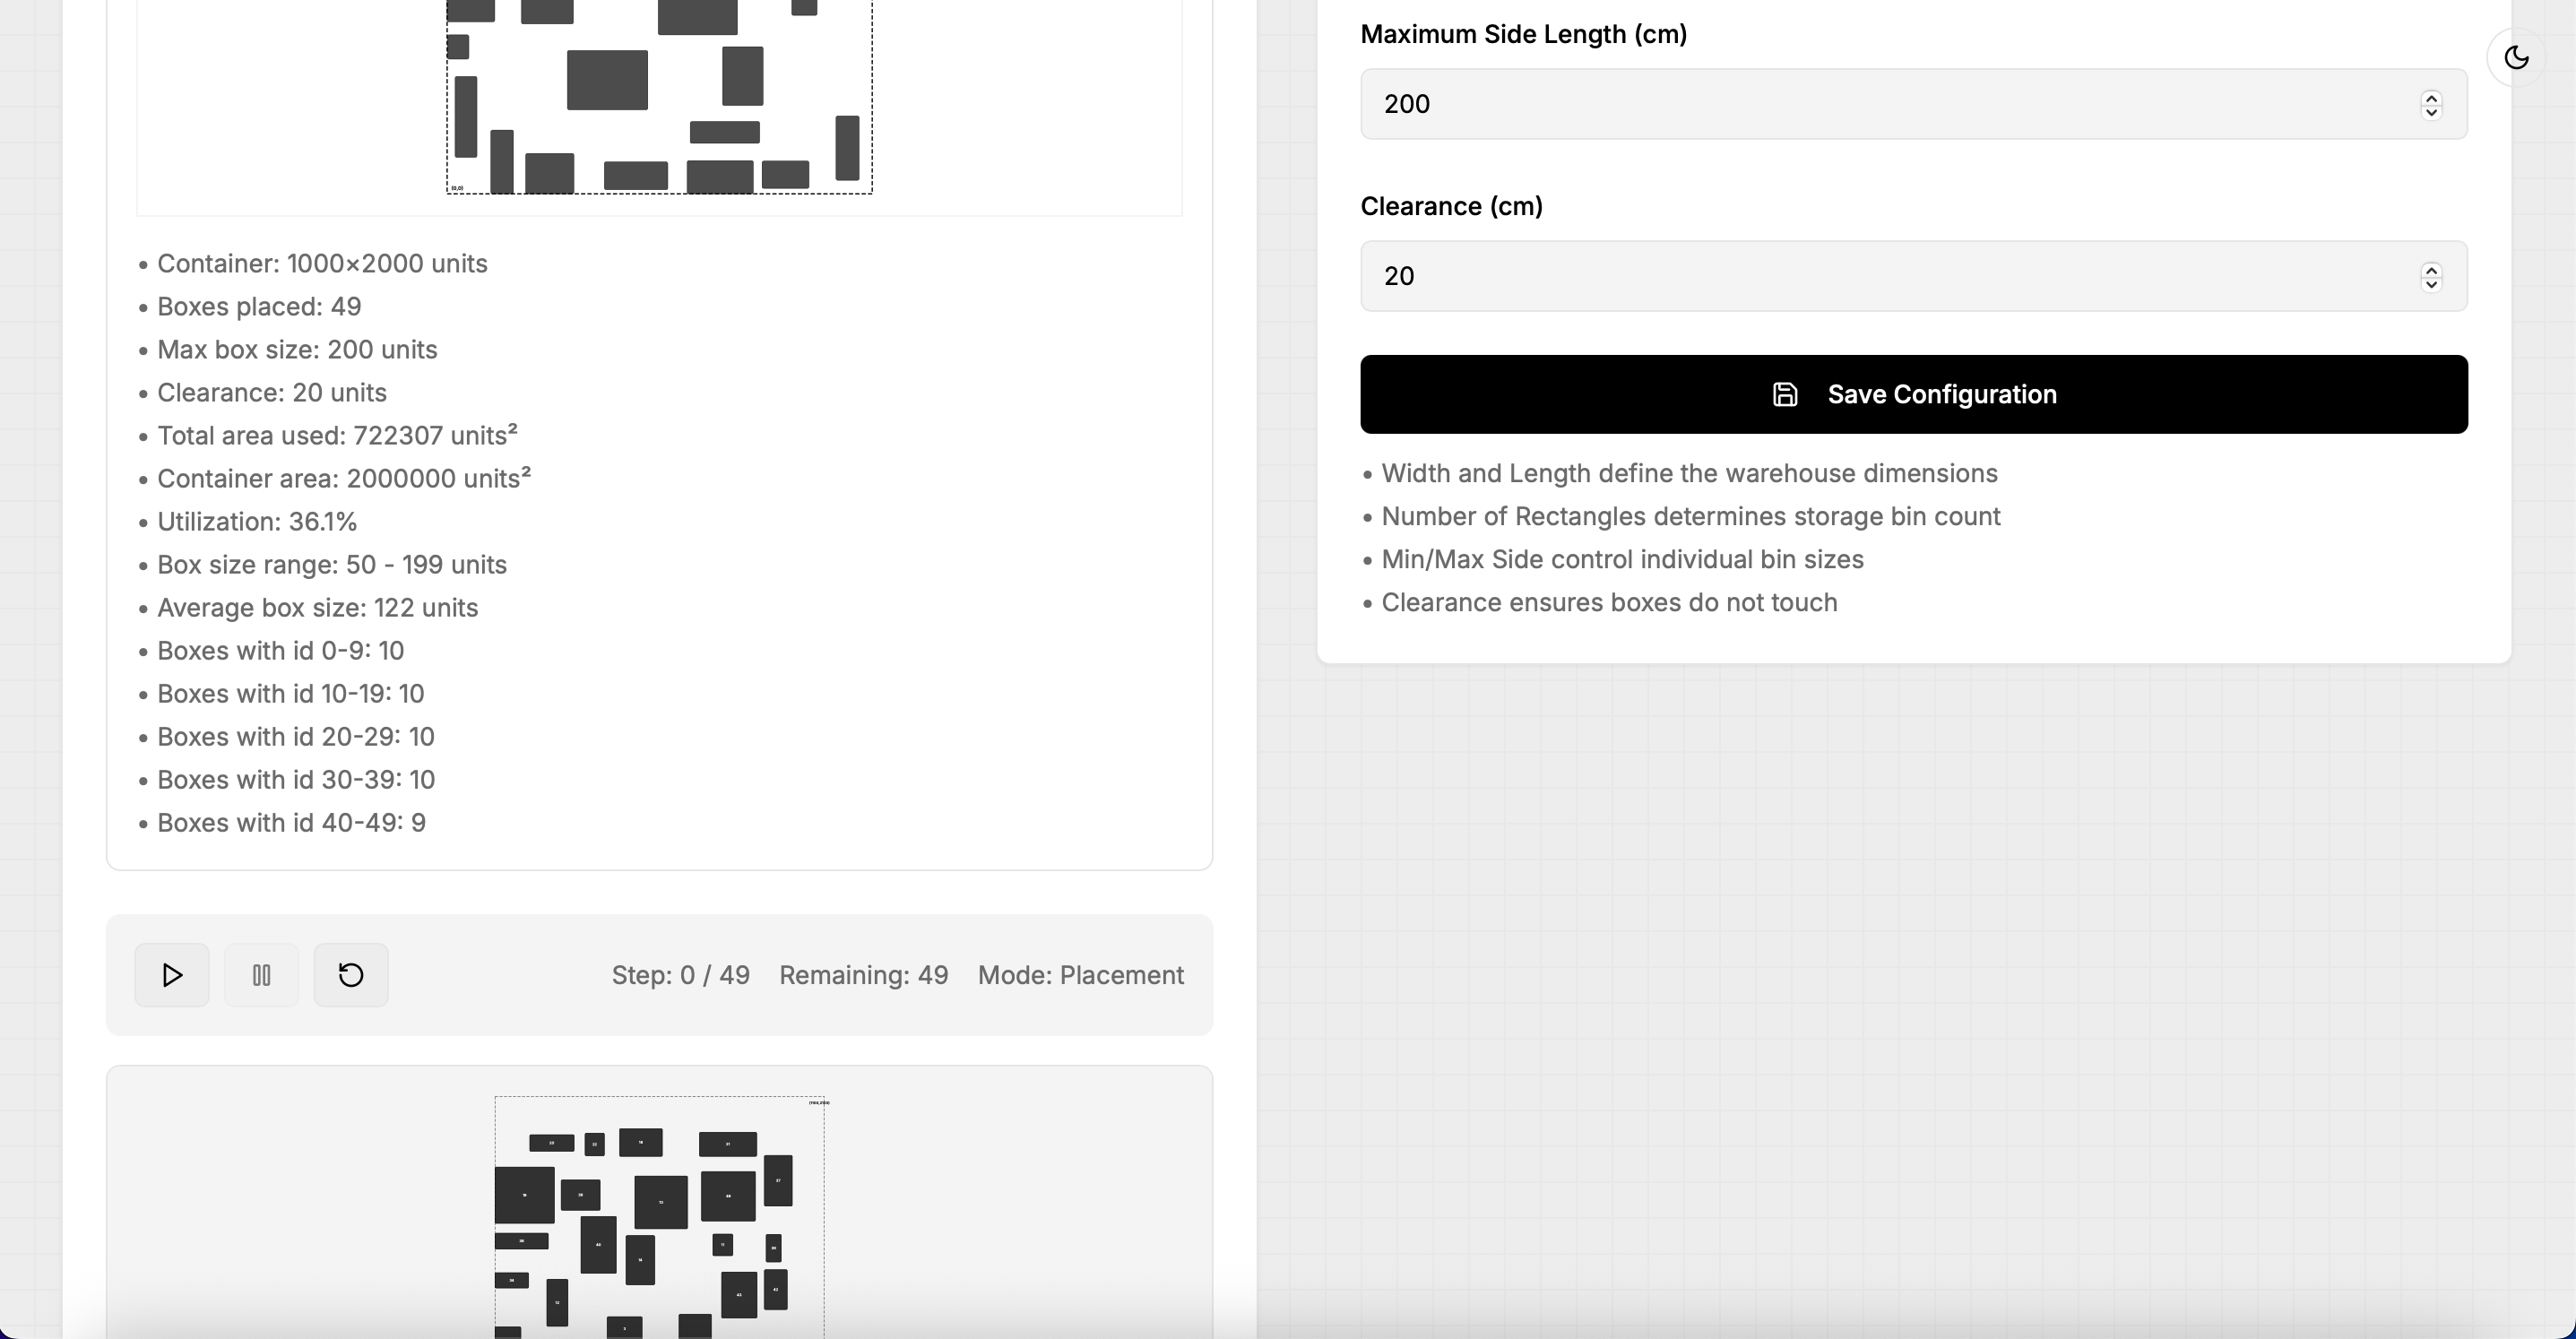 (0,0)
• Container: 1000×2000 units
• Boxes placed: 49
• Max box size: 200 units
• Clearance: 20 units
• Total area used: 722307 units²
• Container area: 2000000 units²
• Utilization: 36.1%
• Box size range: 50 - 199 units
• Average box size: 122 units
• Boxes with id 0-9: 10
• Boxes with id 10-19: 10
• Boxes with id 20-29: 10
• Boxes with id 30-39: 10
• Boxes with id 40-49: 9
Step: 0 / 49 Remaining: 49 Mode: Placement
Maximum Side Length (cm)
200
Clearance (cm)
20
Save Configuration
• Width and Length define the warehouse dimensions
• Number of Rectangles determines storage bin count
• Min/Max Side control individual bin sizes
• Clearance ensures boxes do not touch